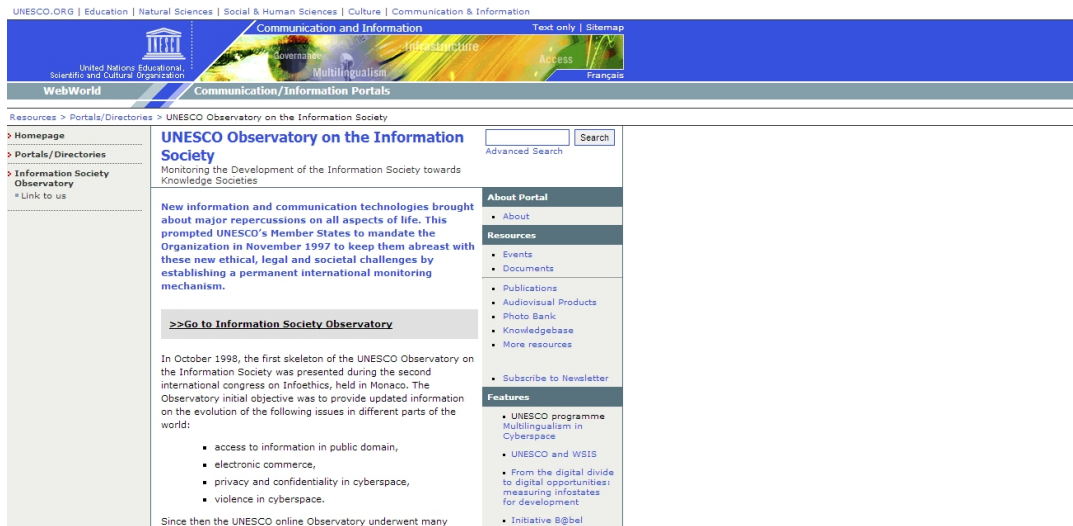 UNESCO.ORG | Education | Natural Sciences | Social & Human Sciences | Culture | Communication & Information
Communication and Information
Text only | Sitemap
Infrastructure
Governance
Access
Multilingualism
United Nations Educational,
Scientific and Cultural Organization
Français
WebWorld
Communication/Information Portals
Resources > Portals/Directories > UNESCO Observatory on the Information Society
Homepage
Portals/Directories
Information Society
Observatory
Link to us
UNESCO Observatory on the Information
Society
Monitoring the Development of the Information Society towards
Knowledge Societies
New information and communication technologies brought
about major repercussions on all aspects of life. This
prompted UNESCO's Member States to mandate the
Organization in November 1997 to keep them abreast with
these new ethical, legal and societal challenges by
establishing a permanent international monitoring
mechanism.
>>Go to Information Society Observatory
In October 1998, the first skeleton of the UNESCO Observatory on
the Information Society was presented during the second
international congress on Infoethics, held in Monaco. The
Observatory initial objective was to provide updated information
on the evolution of the following issues in different parts of the
world:
access to information in public domain,
electronic commerce,
privacy and confidentiality in cyberspace,
violence in cyberspace.
Since then the UNESCO online Observatory underwent many
Search
Advanced Search
About Portal
About
Resources
Events
Documents
Publications
Audiovisual Products
Photo Bank
Knowledgebase
More resources
Subscribe to Newsletter
Features
UNESCO programme
Multilingualism in
Cyberspace
UNESCO and WSIS
From the digital divide
to digital opportunities:
measuring infostates
for development
Initiative B@bel